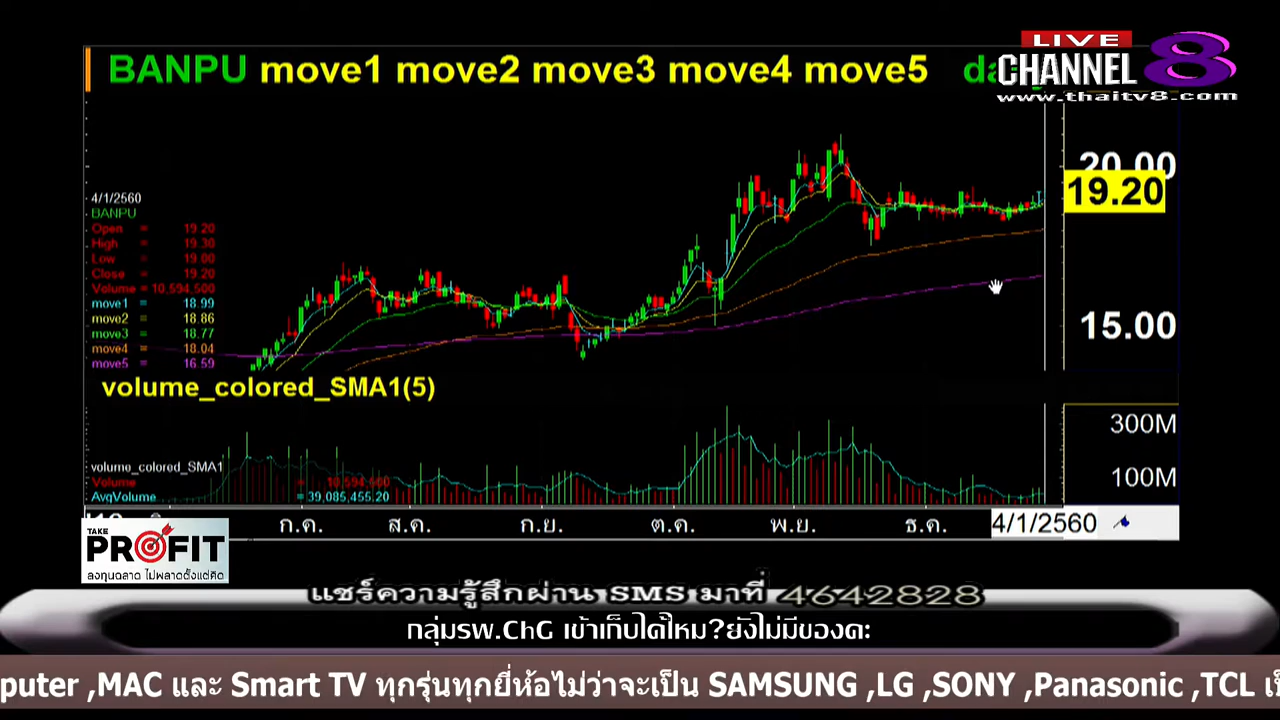 BANPU move1 move2 move3 move4 move5
LIVE
CHANNEL 8
www.thaitv8.com
20.00
19.20
15.00
4/1/2560
BANPU
Open = 19.20
High = 19.30
Low = 19.00
Close = 19.20
Volume = 10,594,500
move1 = 18.99
move2 = 18.86
move3 = 18.77
move4 = 18.04
move5 = 16.59
volume_colored_SMA1(5)
300M
100M
volume_colored_SMA1
Volume = 10,594,500
AvgVolume = 39,085,455.20
ก.ค. ส.ค. ก.ย. ต.ค. พ.ย. ธ.ค. 4/1/2560
TAKE
PROFIT
ลงทุนฉลาด ไม่พลาดตั้งแต่คิด
แชร์ความรู้สึกผ่าน SMS มาที่ 4642828
กลุ่มรพ.ChG เข้าเก็บได้ไหม?ยังไม่มีของคะ
puter ,MAC และ Smart TV ทุกรุ่นทุกยี่ห้อไม่ว่าจะเป็น SAMSUNG ,LG ,SONY ,Panasonic ,TCL